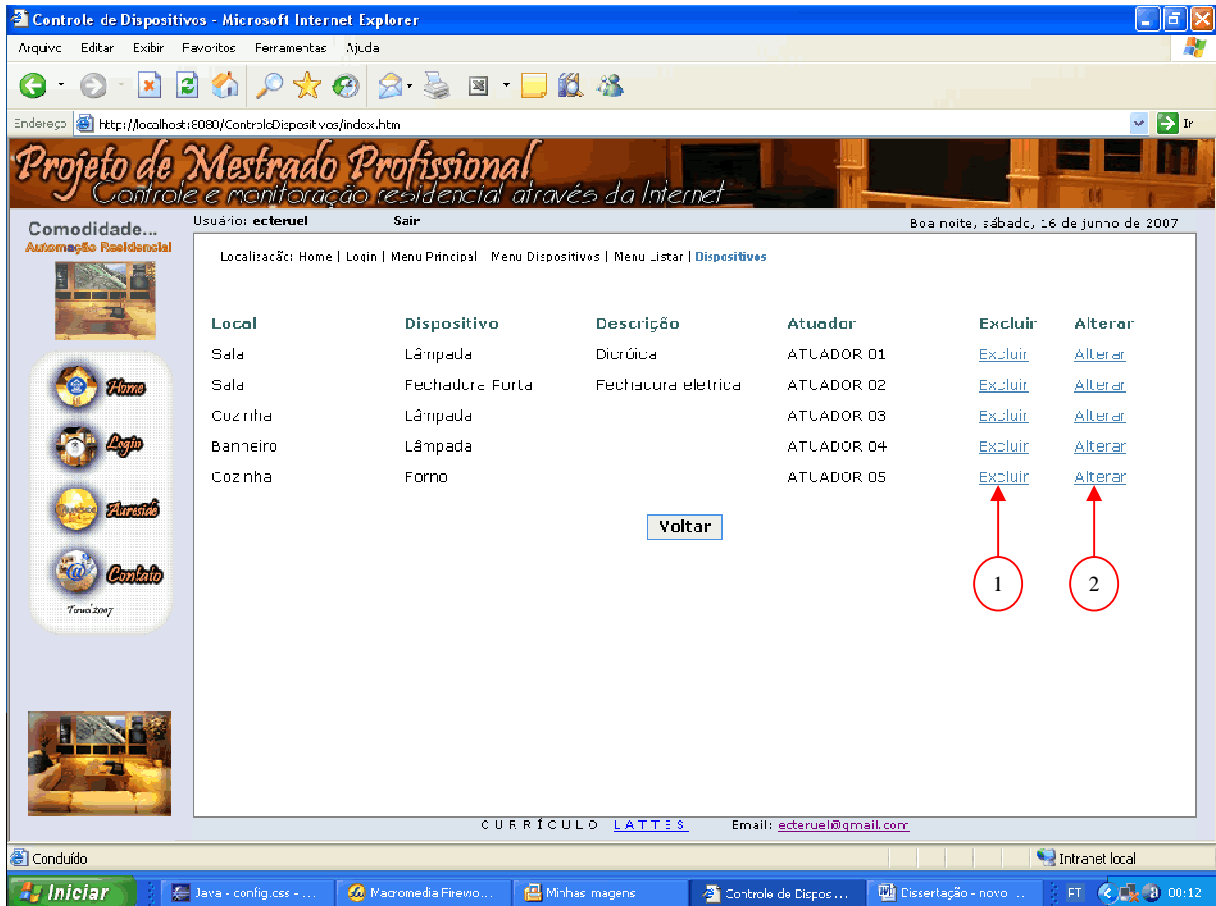 Controle de Dispositivos - Microsoft Internet Explorer
Arquivo Editar Exibir Favoritos Ferramentas Ajuda
Endereço http://localhost:8080/ControleDispositivos/index.htm Ir
Projeto de Mestrado Profissional
Controle e monitoração residencial através da Internet
Comodidade...
Automação Residencial
Usuário: ecteruel Sair Boa noite, sábado, 16 de junho de 2007
Localização: Home | Login | Menu Principal | Menu Dispositivos | Menu Listar | Dispositivos
Local Dispositivo Descrição Atuador Excluir Alterar
Sala Lâmpada Dicróica ATUADOR 01 Excluir Alterar
Sala Fechadura Porta Fechadura eletrica ATUADOR 02 Excluir Alterar
Cozinha Lâmpada ATUADOR 03 Excluir Alterar
Banheiro Lâmpada ATUADOR 04 Excluir Alterar
Cozinha Forno ATUADOR 05 Excluir Alterar
Voltar
1 2
Home
Login
Aureside
Contato
CURRÍCULO LATTES Email: ecteruel@gmail.com
Concluído Intranet local
Iniciar Java - config.css - ... Macromedia Firewo... Minhas imagens Controle de Dispos... Dissertação - novo ... PT 00:12